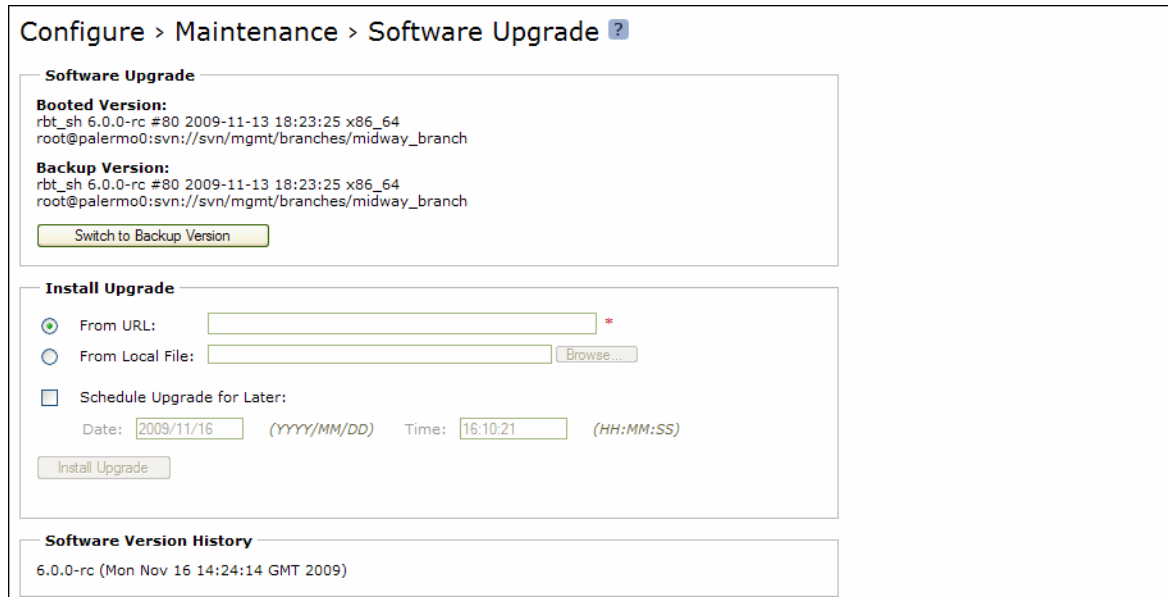 Configure > Maintenance > Software Upgrade ?
Software Upgrade
Booted Version:
rbt_sh 6.0.0-rc #80 2009-11-13 18:23:25 x86_64
root@palermo0:svn://svn/mgmt/branches/midway_branch
Backup Version:
rbt_sh 6.0.0-rc #80 2009-11-13 18:23:25 x86_64
root@palermo0:svn://svn/mgmt/branches/midway_branch
Switch to Backup Version
Install Upgrade
From URL: *
From Local File: Browse...
Schedule Upgrade for Later:
Date: 2009/11/16 (YYYY/MM/DD) Time: 16:10:21 (HH:MM:SS)
Install Upgrade
Software Version History
6.0.0-rc (Mon Nov 16 14:24:14 GMT 2009)